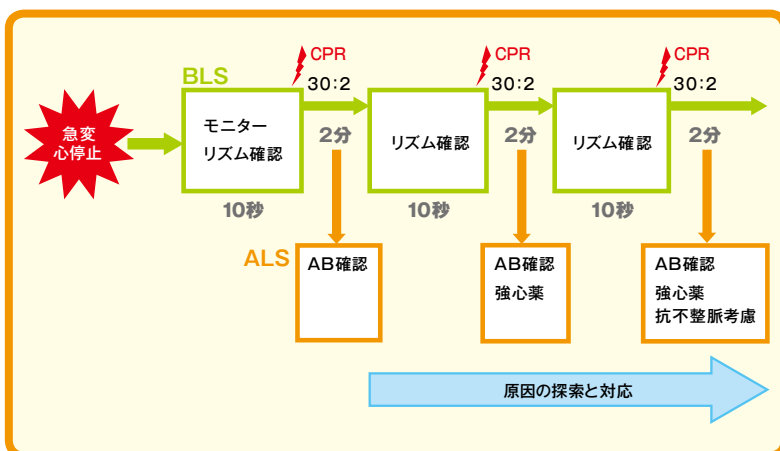 CPR
CPR
CPR
BLS
30:2
30:2
30:2
急変
心停止
モニター
リズム確認
2分
リズム確認
2分
リズム確認
2分
10秒
10秒
10秒
ALS
AB確認
AB確認
強心薬
AB確認
強心薬
抗不整脈考慮
原因の探索と対応